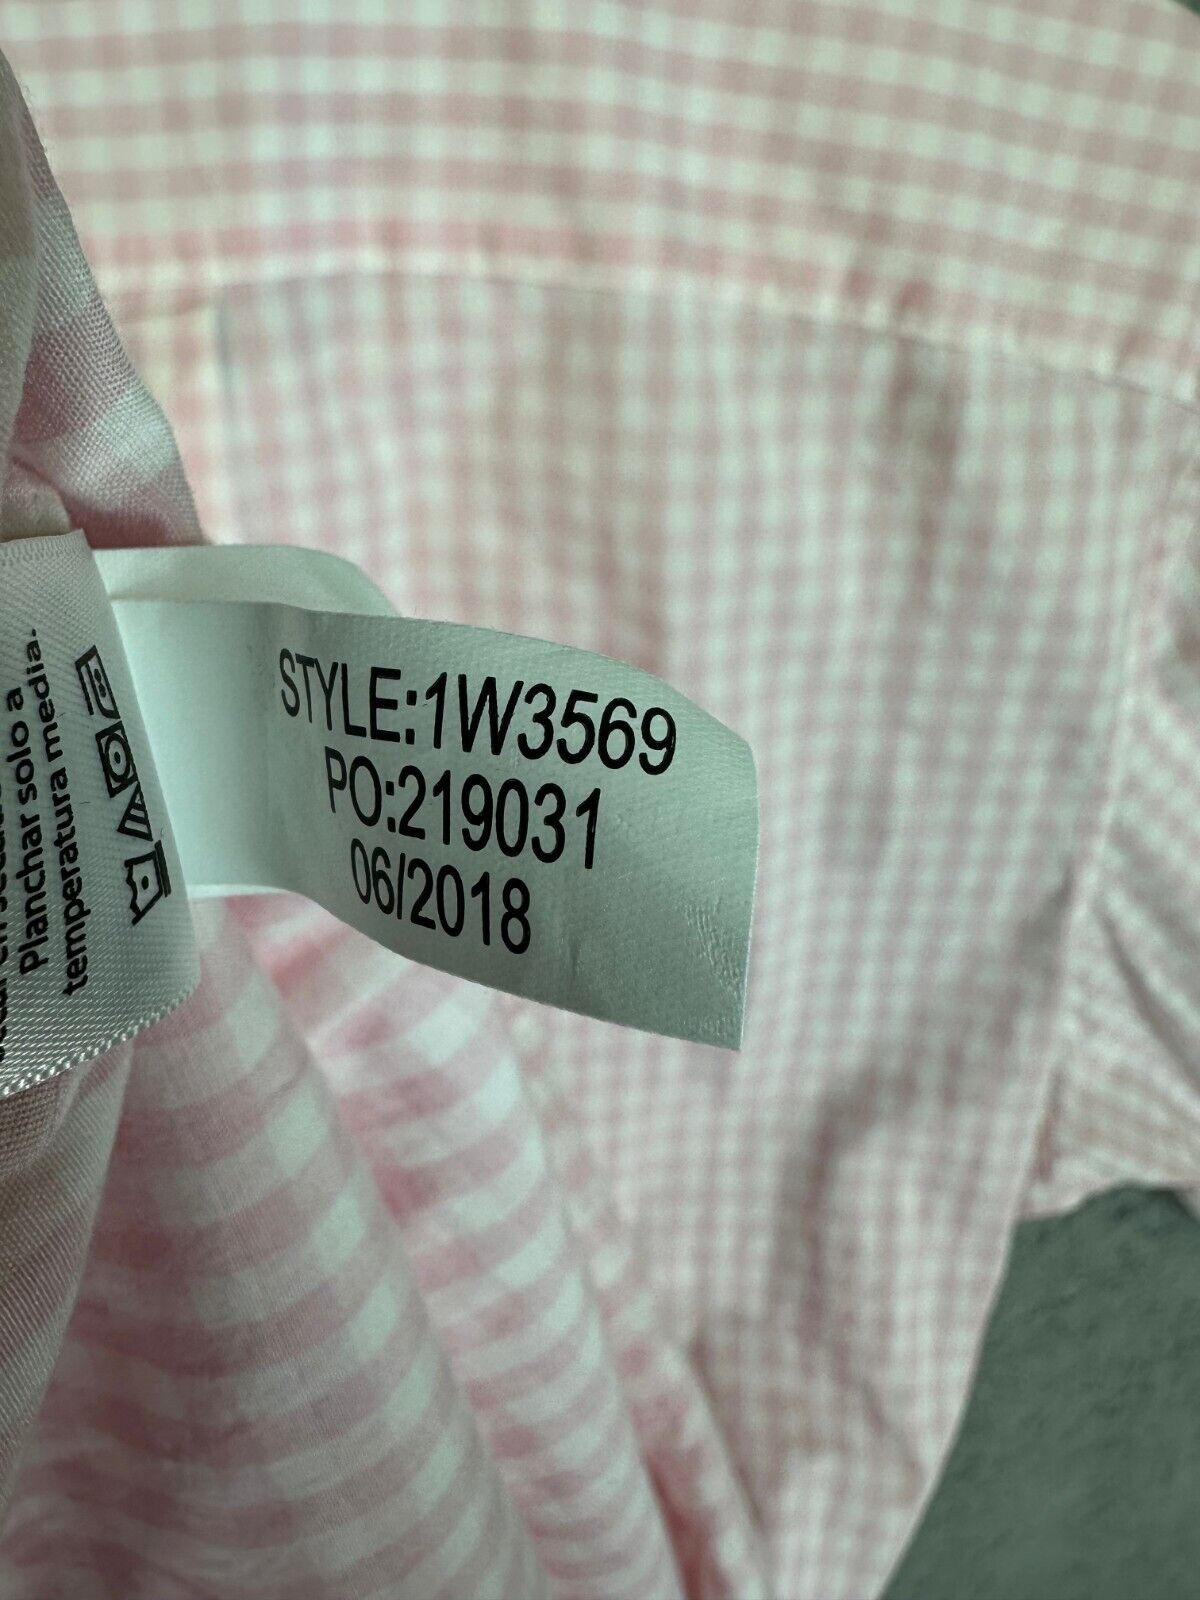 STYLE:1W3569
PO:219031
06/2018
Planchar solo a
temperatura media.